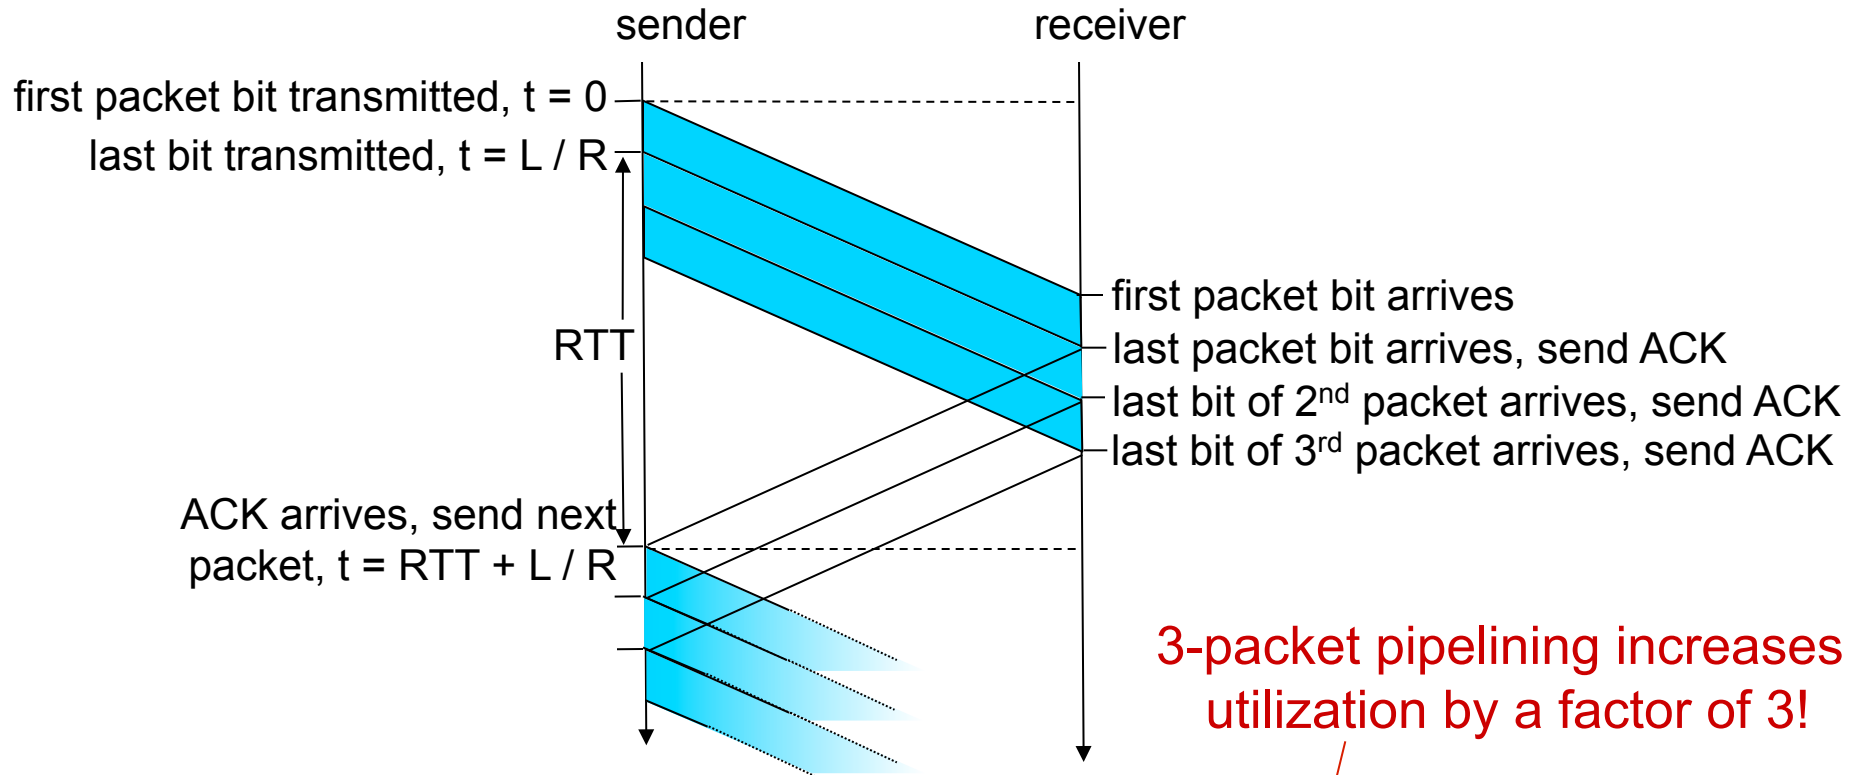 sender
receiver
first packet bit transmitted, t = 0
last bit transmitted, t = L / R
first packet bit arrives
RTT
last packet bit arrives, send ACK
last bit of 2nd packet arrives, send ACK
last bit of 3rd packet arrives, send ACK
ACK arrives, send next
packet, t = RTT + L / R
3-packet pipelining increases
utilization by a factor of 3!